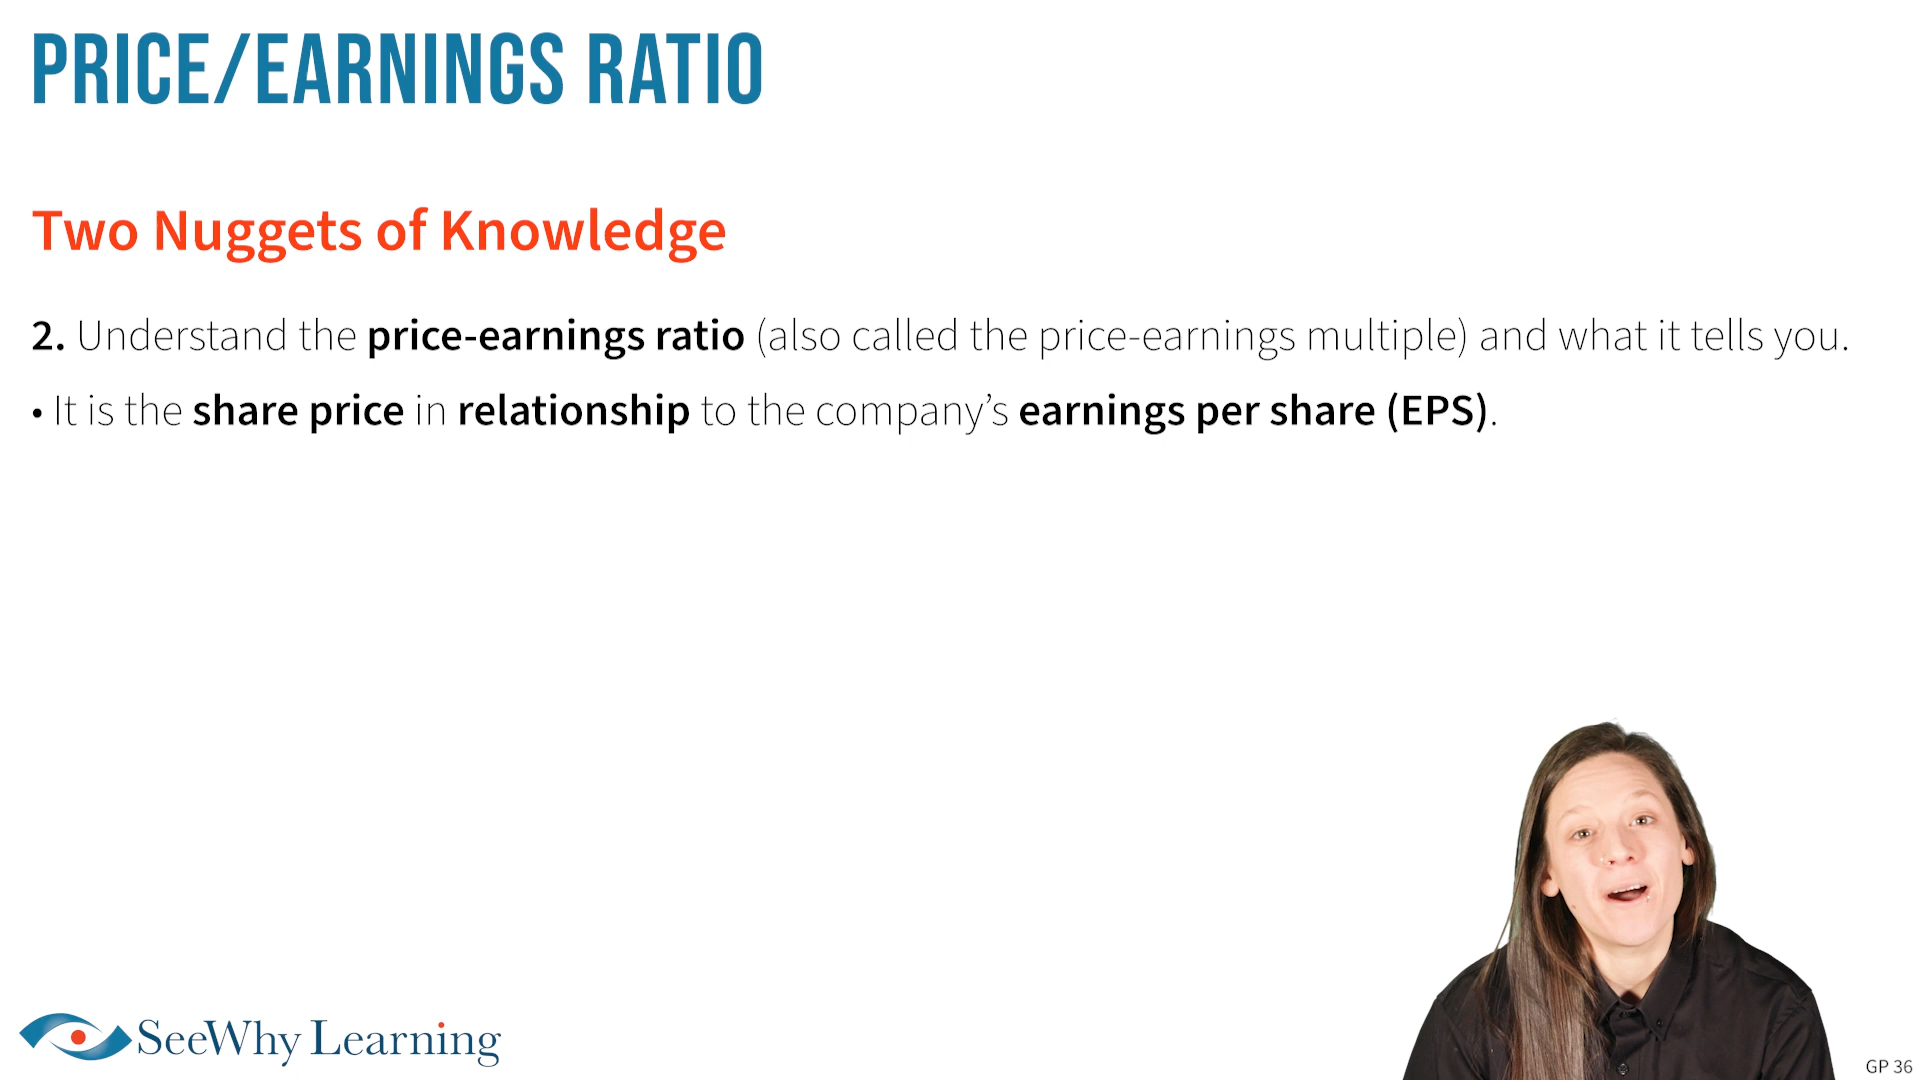 PRICE/EARNINGS RATIO
Two Nuggets of Knowledge
2. Understand the price-earnings ratio (also called the price-earnings multiple) and what it tells you.
• It is the share price in relationship to the company’s earnings per share (EPS).
SeeWhy Learning
GP 36